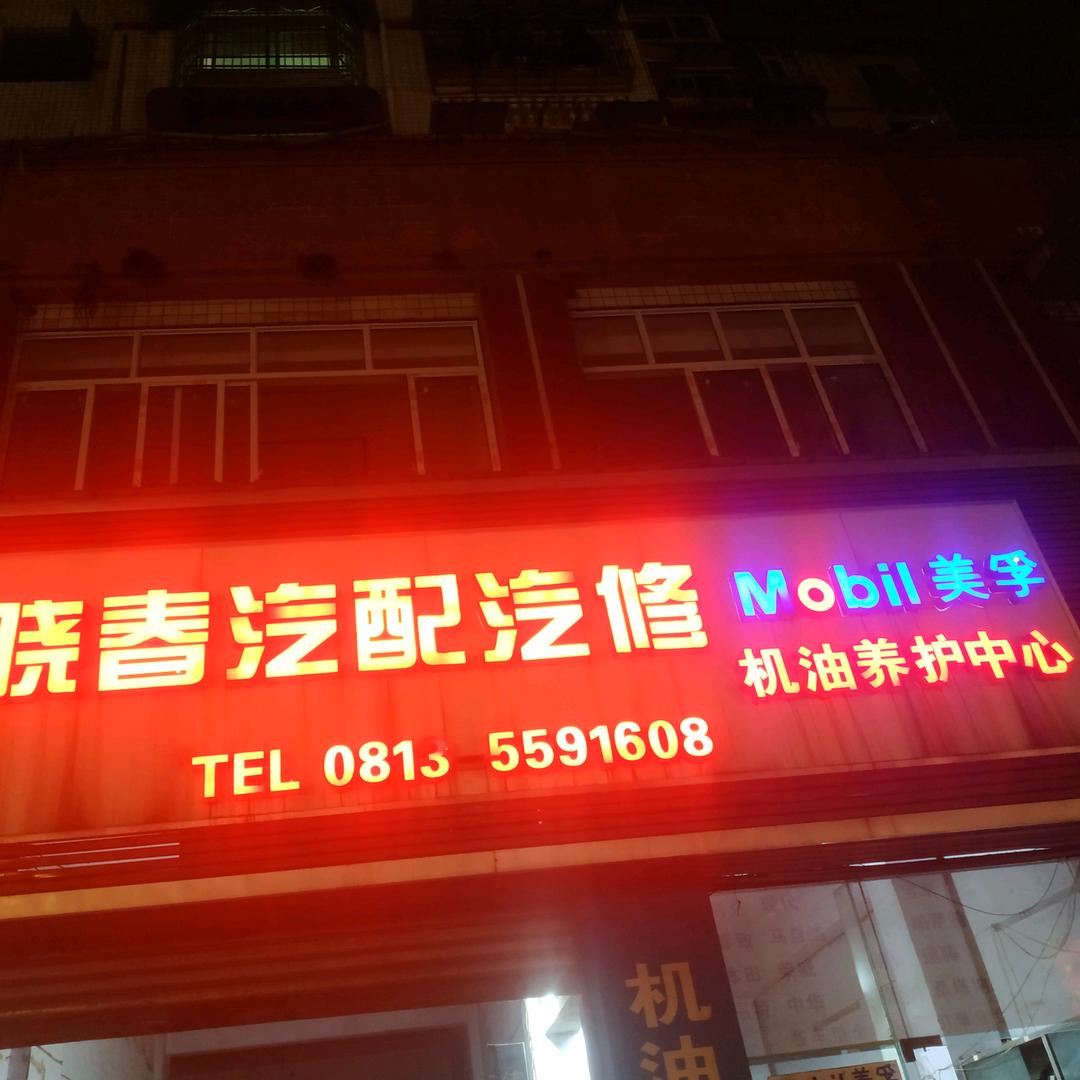 晓春汽配汽修
Mobil 美孚
机油养护中心
TEL 0813-5591608
机油